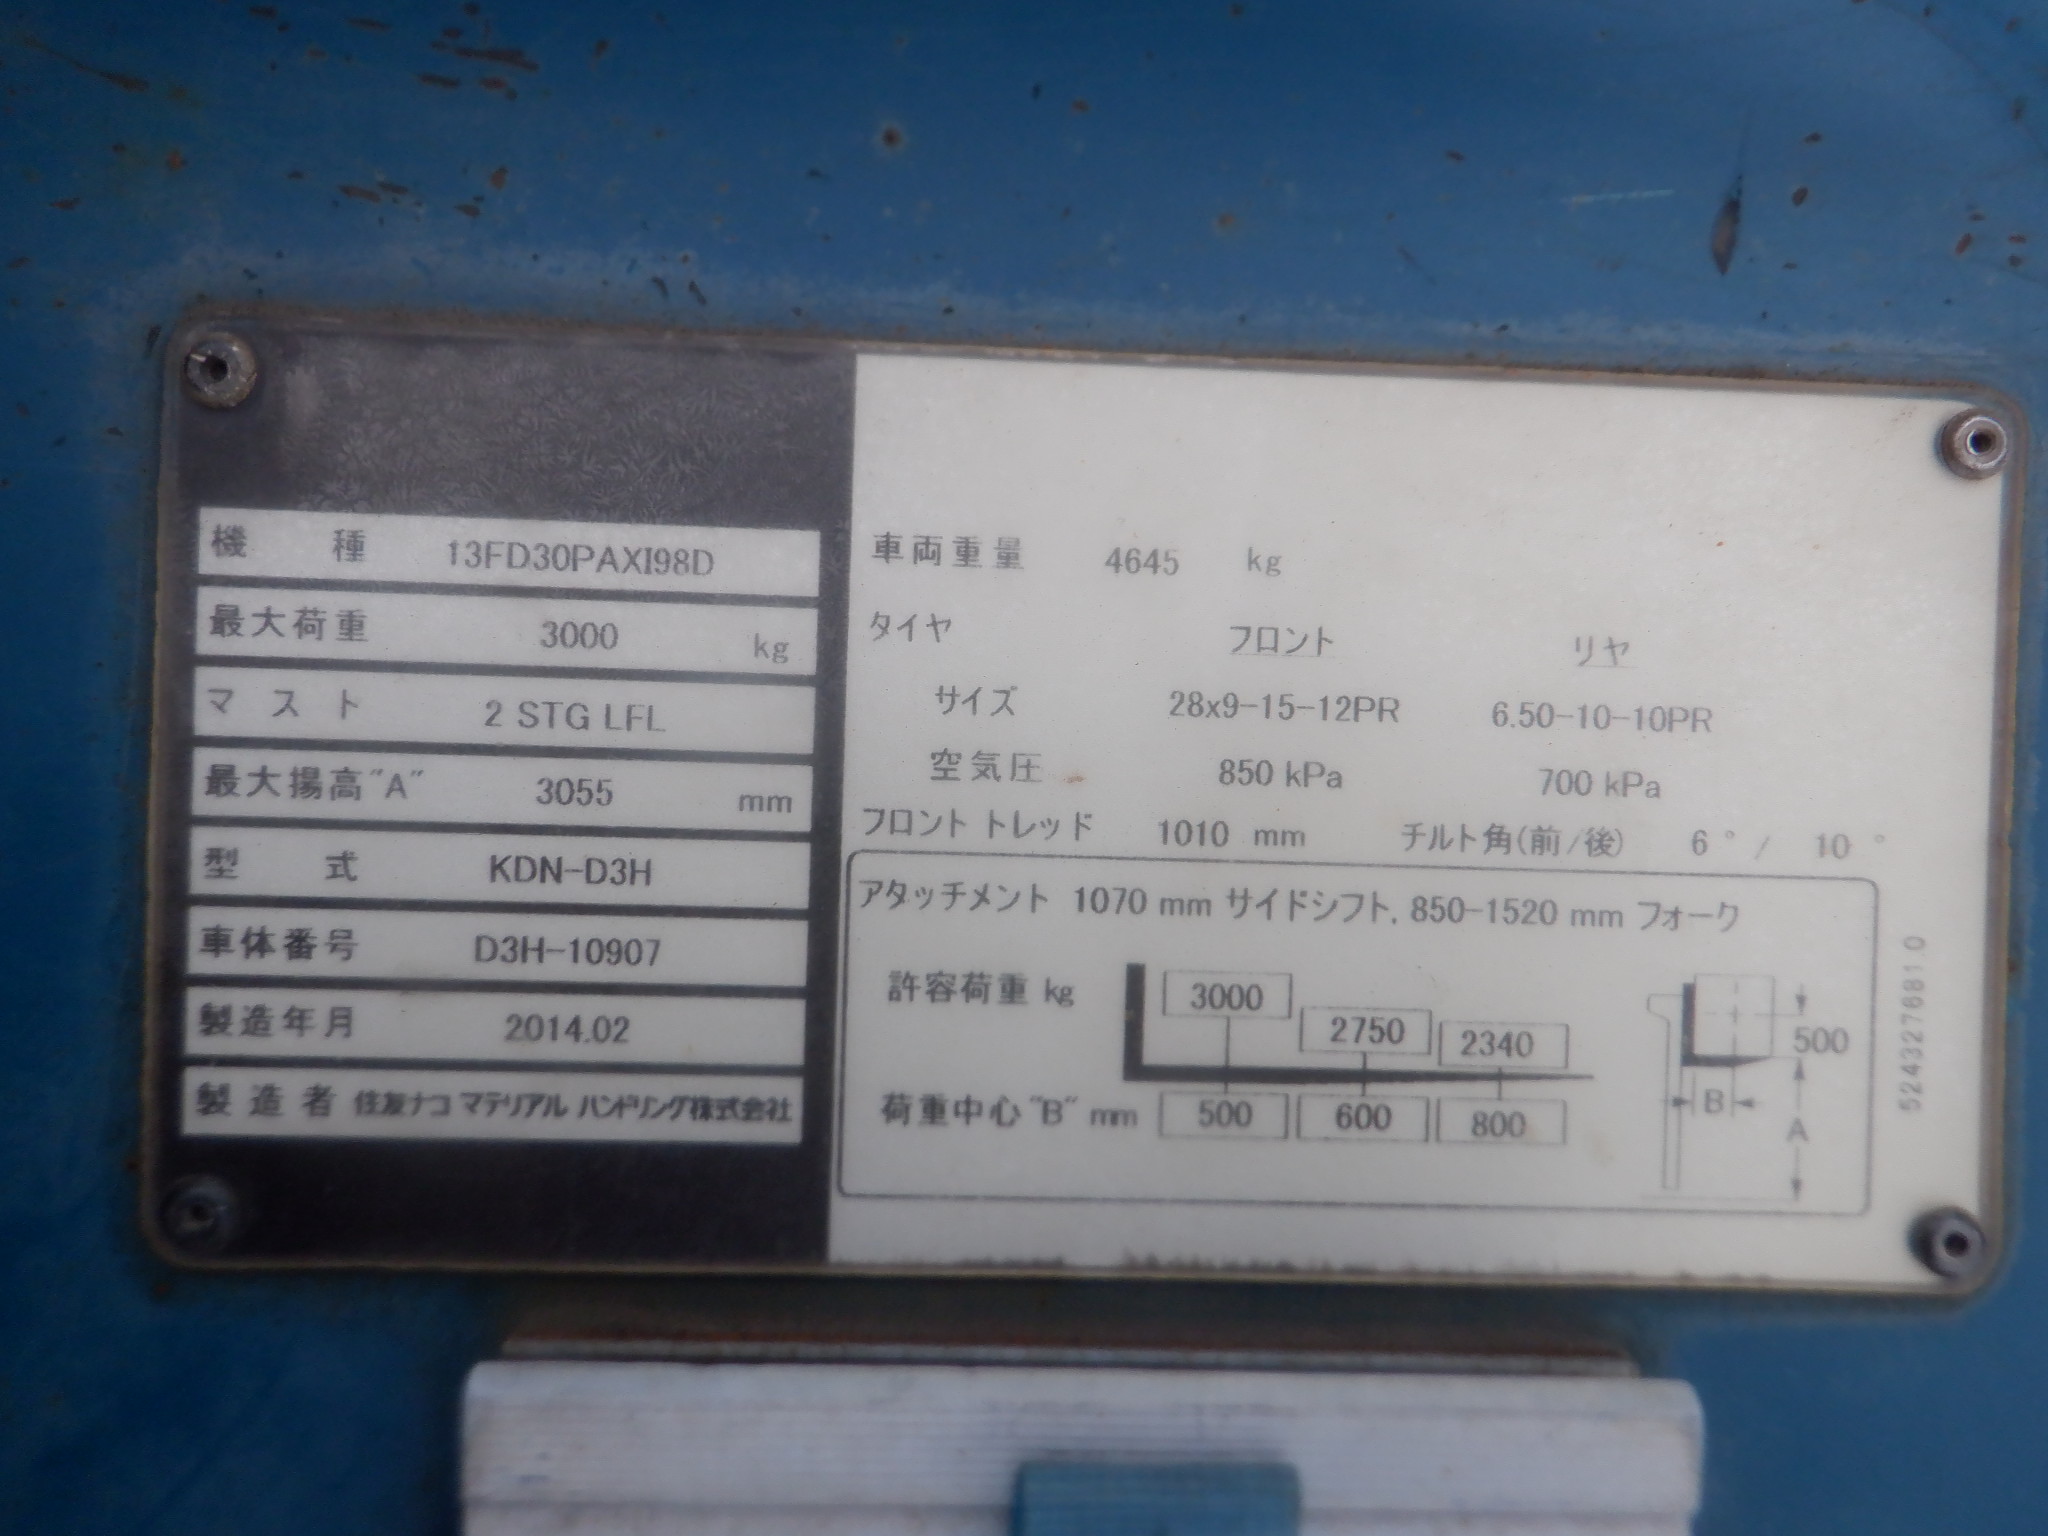 機 種 13FD30PAXI98D
最大荷重 3000 kg
マスト 2 STG LFL
最大揚高"A" 3055 mm
型 式 KDN-D3H
車体番号 D3H-10907
製造年月 2014.02
製造者 住友ナコ マテリアル ハンドリング株式会社
車両重量 4645 kg
タイヤ フロント リヤ
サイズ 28x9-15-12PR 6.50-10-10PR
空気圧 850 kPa 700 kPa
フロント トレッド 1010 mm チルト角(前/後) 6 ° / 10 °
アタッチメント 1070 mm サイドシフト, 850-1520 mm フォーク
許容荷重 kg 3000 2750 2340
荷重中心"B" mm 500 600 800
500
B
A
524327681.0